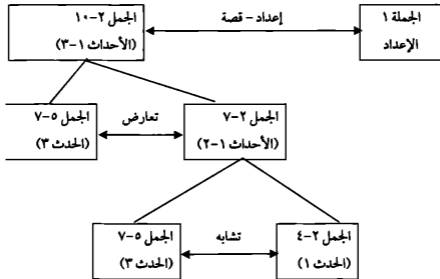 الجملة ١
الإعداد
إعداد - قصة
الجمل ٢-١٠
(الأحداث ١-٣)
الجمل ٢-٧
(الأحداث ١-٢)
تعارض
الجمل ٥-٧
(الحدث ٣)
الجمل ٢-٤
(الحدث ١)
تشابه
الجمل ٥-٧
(الحدث ٣)